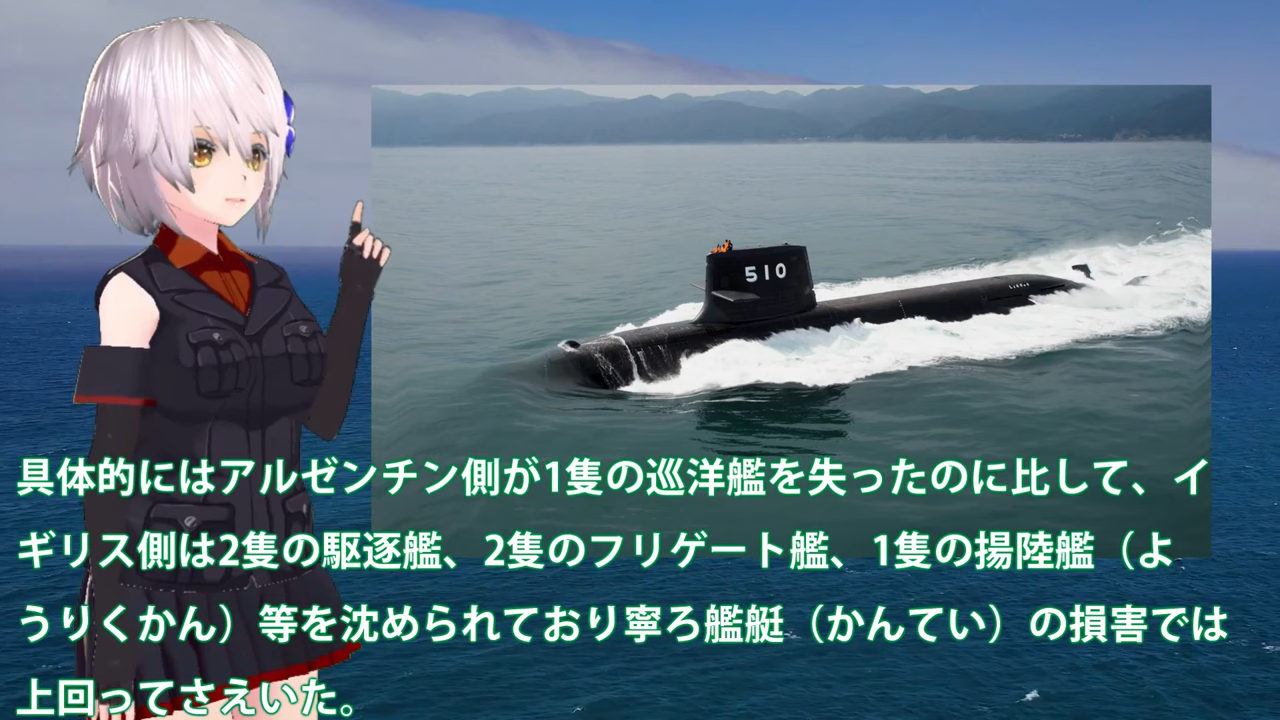 510
具体的にはアルゼンチン側が1隻の巡洋艦を失ったのに比して、イ
ギリス側は2隻の駆逐艦、2隻のフリゲート艦、1隻の揚陸艦（よ
うりくかん）等を沈められており寧ろ艦艇（かんてい）の損害では
上回ってさえいた。